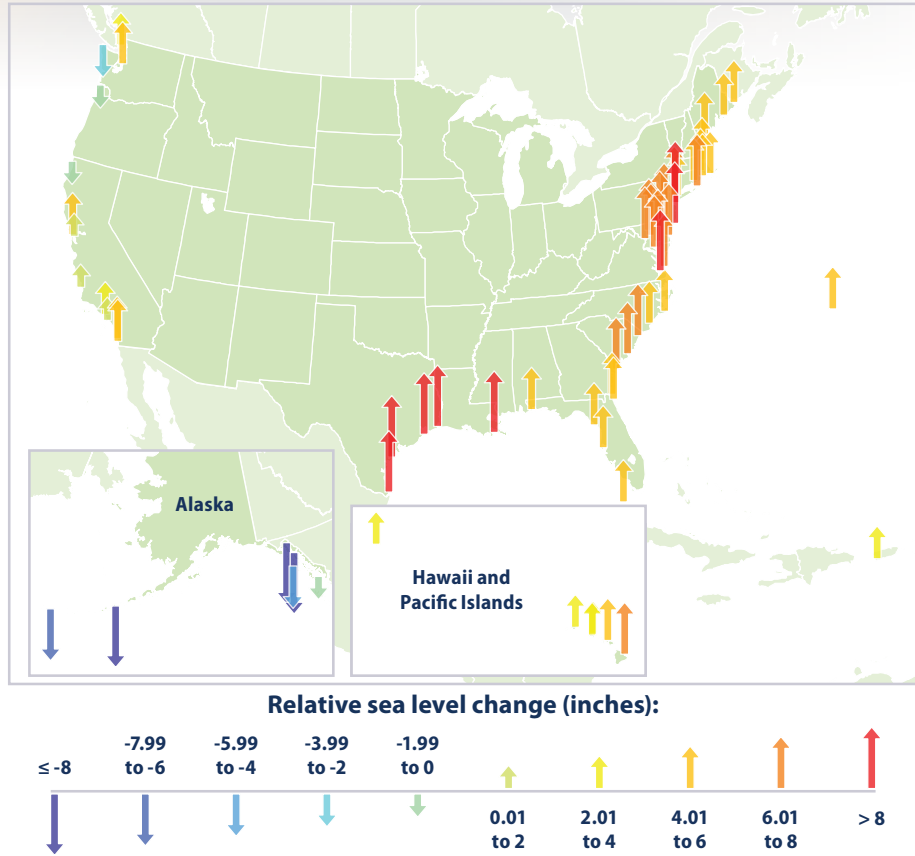 Alaska
Hawaii and
Pacific Islands
Relative sea level change (inches):
≤ -8
-7.99
to -6
-5.99
to -4
-3.99
to -2
-1.99
to 0
0.01
to 2
2.01
to 4
4.01
to 6
6.01
to 8
> 8